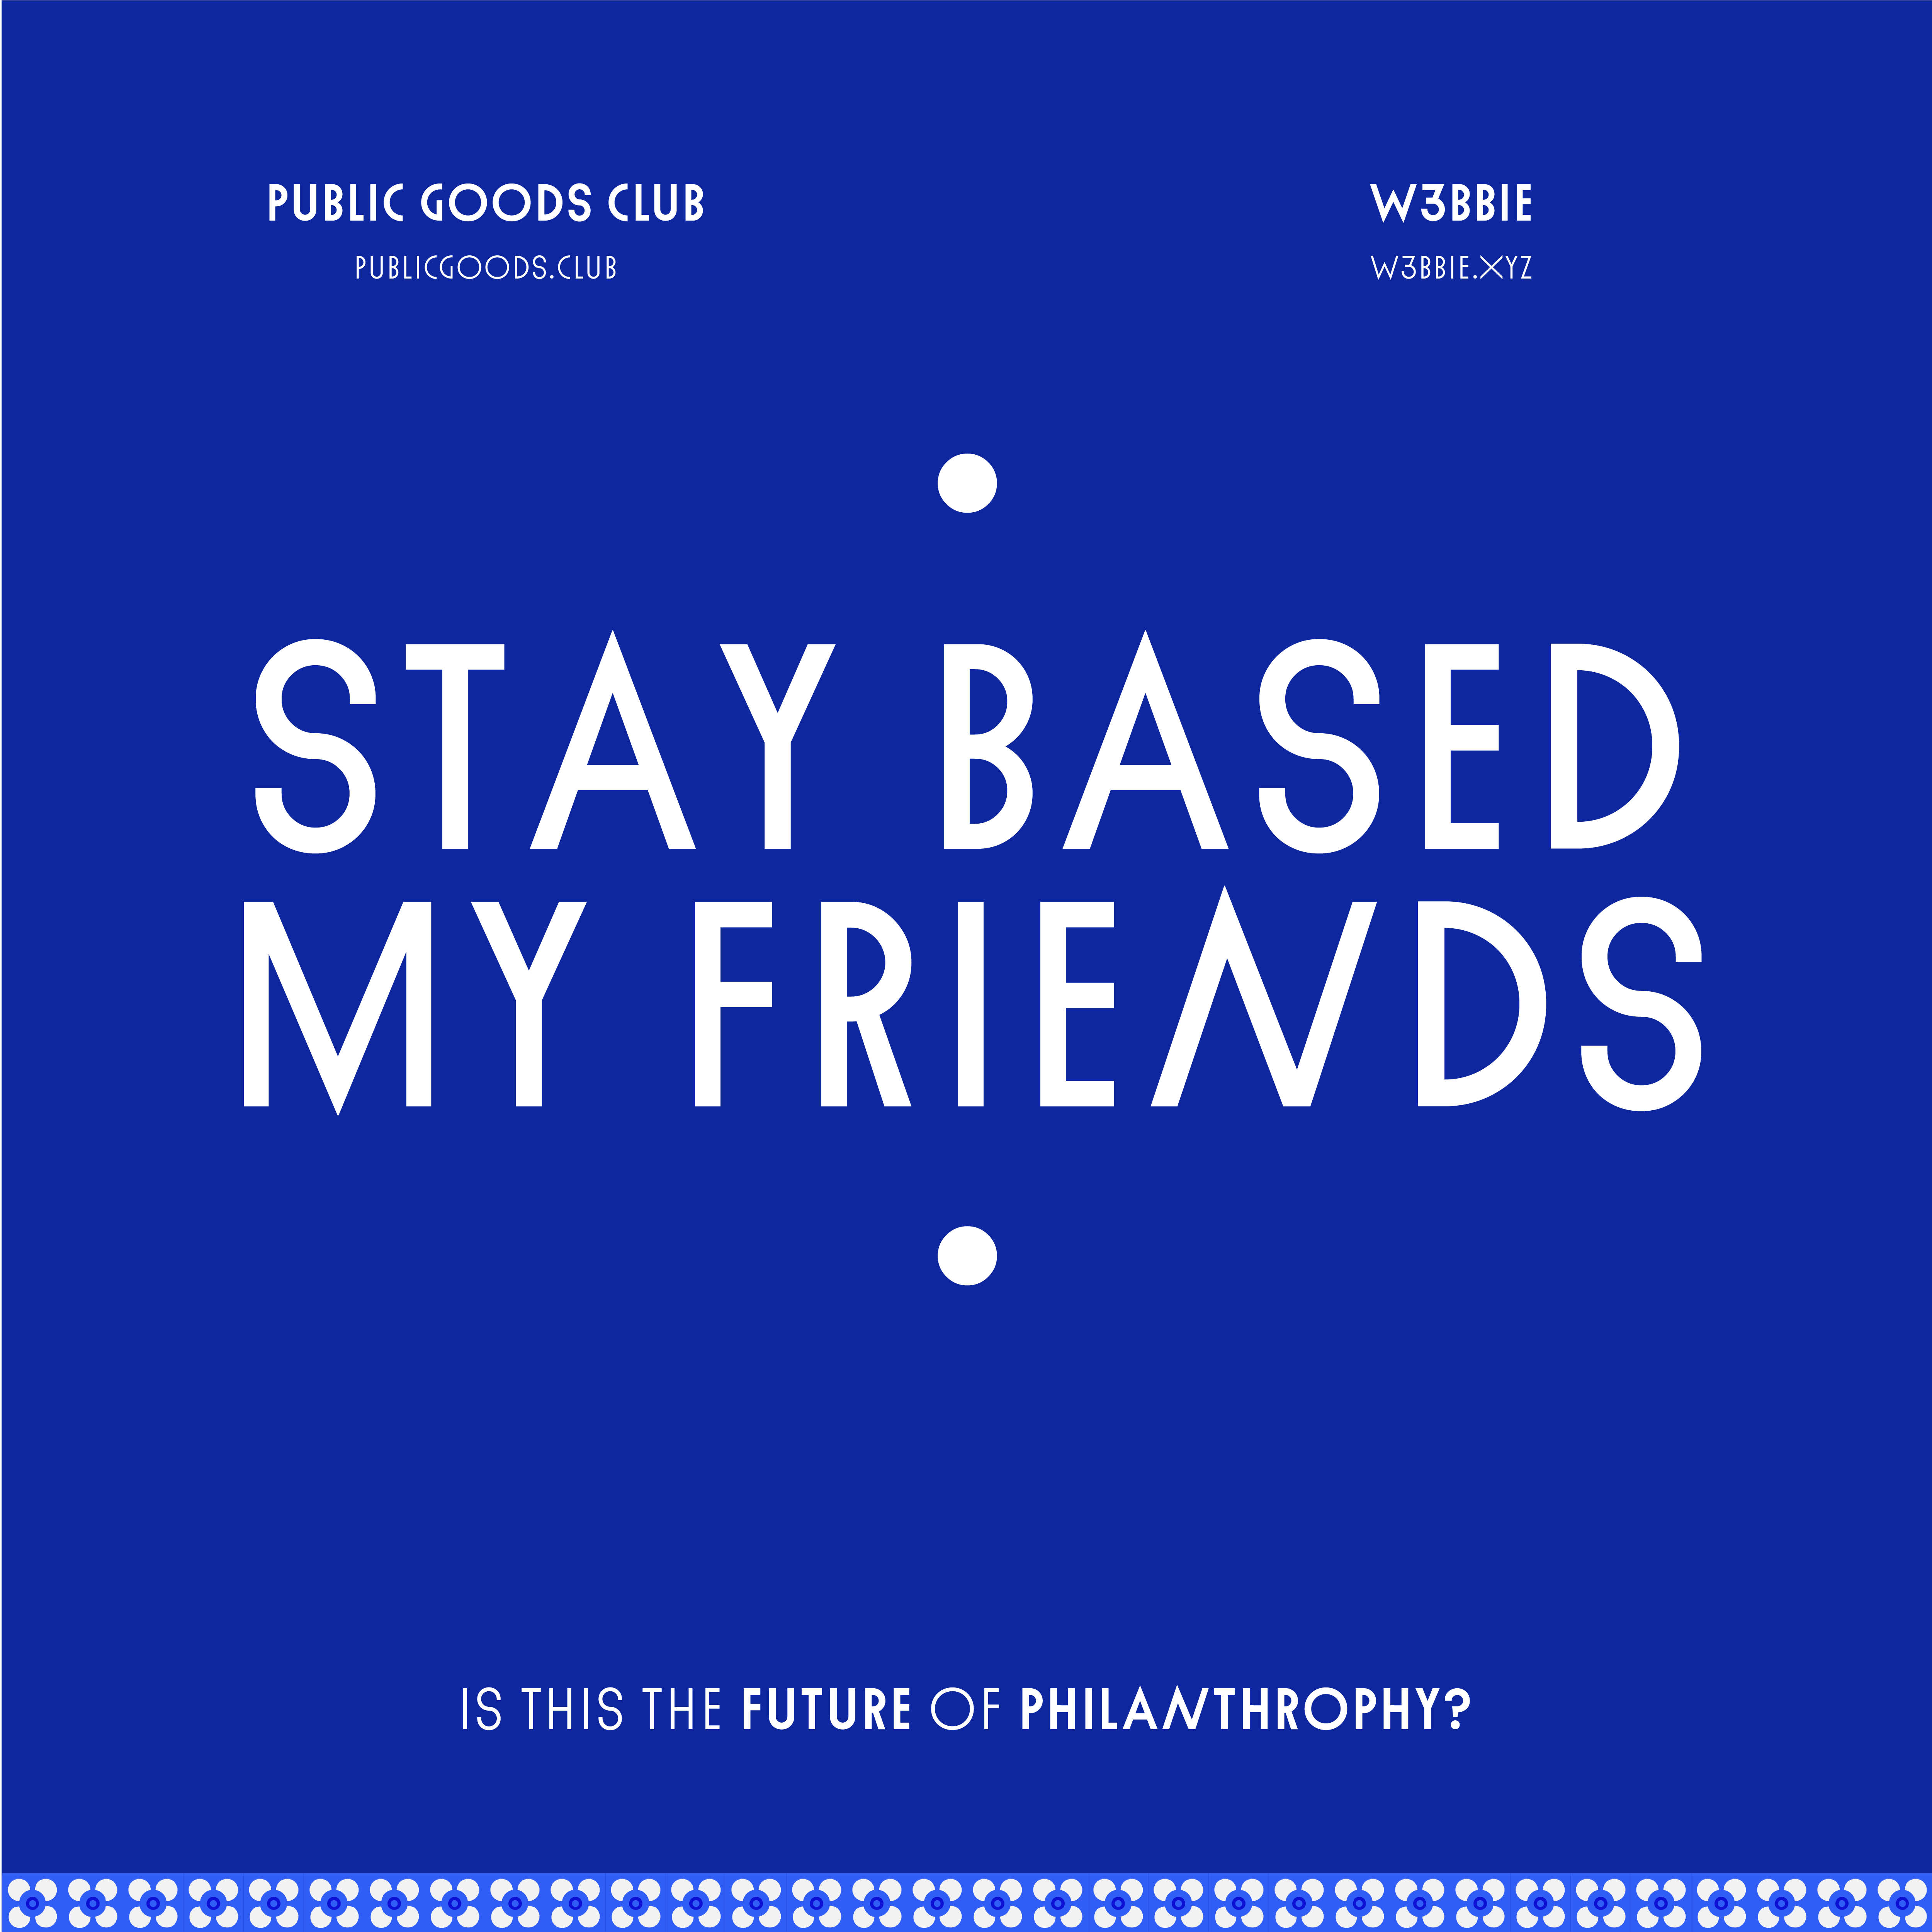 PUBLIC GOODS CLUB
PUBLICGOODS.CLUB
W3BBIE
W3BBIE.XYZ
STAY BASED
MY FRIENDS
IS THIS THE FUTURE OF PHILANTHROPHY?